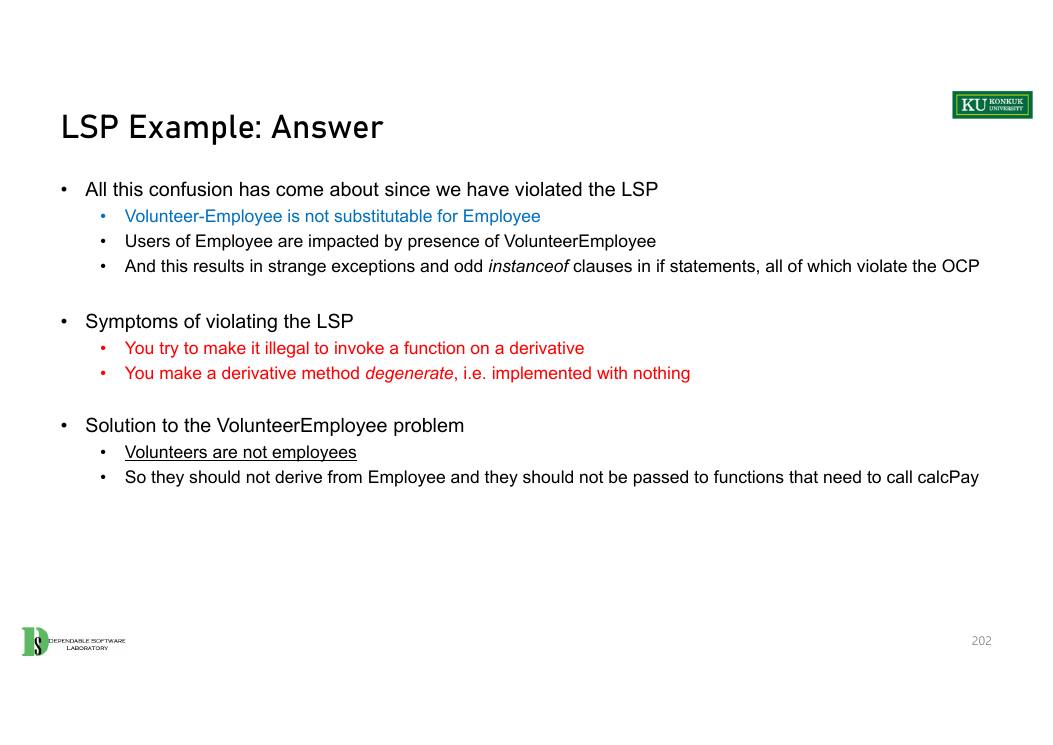 KU KONKUK
UNIVERSITY
LSP Example: Answer
• All this confusion has come about since we have violated the LSP
• Volunteer-Employee is not substitutable for Employee
• Users of Employee are impacted by presence of VolunteerEmployee
• And this results in strange exceptions and odd instanceof clauses in if statements, all of which violate the OCP
• Symptoms of violating the LSP
• You try to make it illegal to invoke a function on a derivative
• You make a derivative method degenerate, i.e. implemented with nothing
• Solution to the VolunteerEmployee problem
• Volunteers are not employees
• So they should not derive from Employee and they should not be passed to functions that need to call calcPay
DS DEPENDABLE SOFTWARE
LABORATORY
202